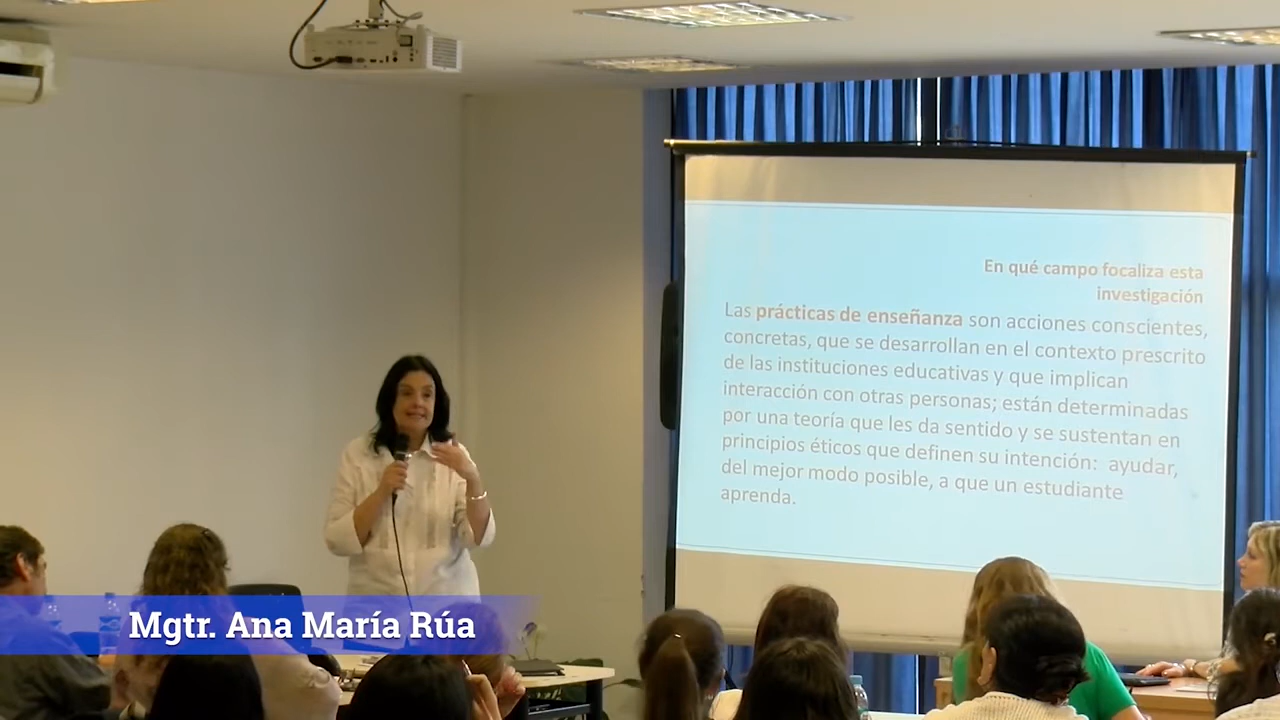 En qué campo focaliza esta
investigación
Las prácticas de enseñanza son acciones conscientes,
concretas, que se desarrollan en el contexto prescrito
de las instituciones educativas y que implican
interacción con otras personas; están determinadas
por una teoría que les da sentido y se sustentan en
principios éticos que definen su intención: ayudar,
del mejor modo posible, a que un estudiante
aprenda.
Mgtr. Ana María Rúa